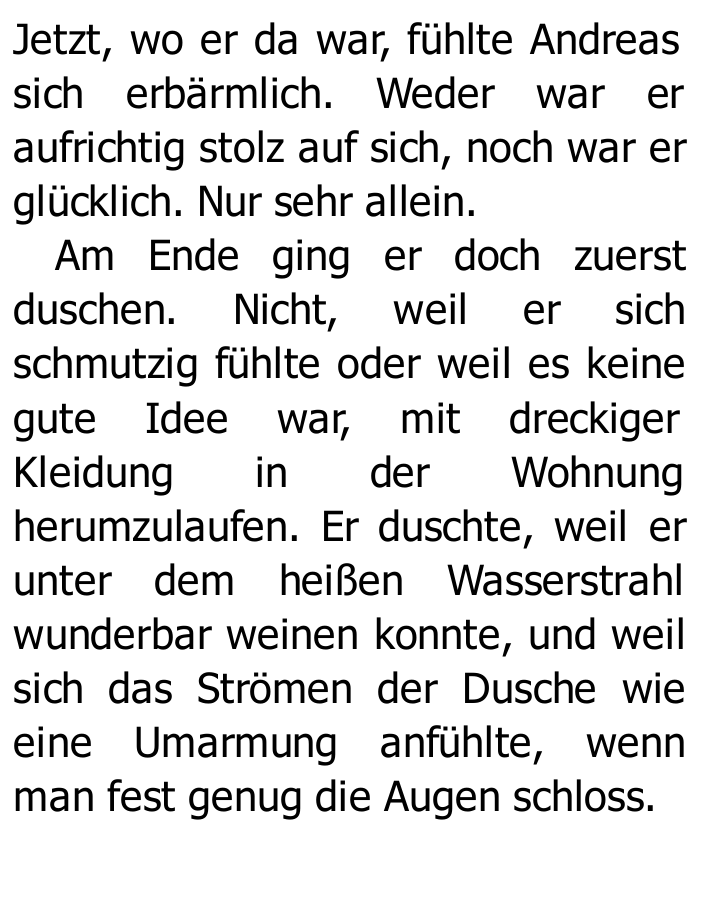 Jetzt, wo er da war, fühlte Andreas
sich erbärmlich. Weder war er
aufrichtig stolz auf sich, noch war er
glücklich. Nur sehr allein.
Am Ende ging er doch zuerst
duschen. Nicht, weil er sich
schmutzig fühlte oder weil es keine
gute Idee war, mit dreckiger
Kleidung in der Wohnung
herumzulaufen. Er duschte, weil er
unter dem heißen Wasserstrahl
wunderbar weinen konnte, und weil
sich das Strömen der Dusche wie
eine Umarmung anfühlte, wenn
man fest genug die Augen schloss.